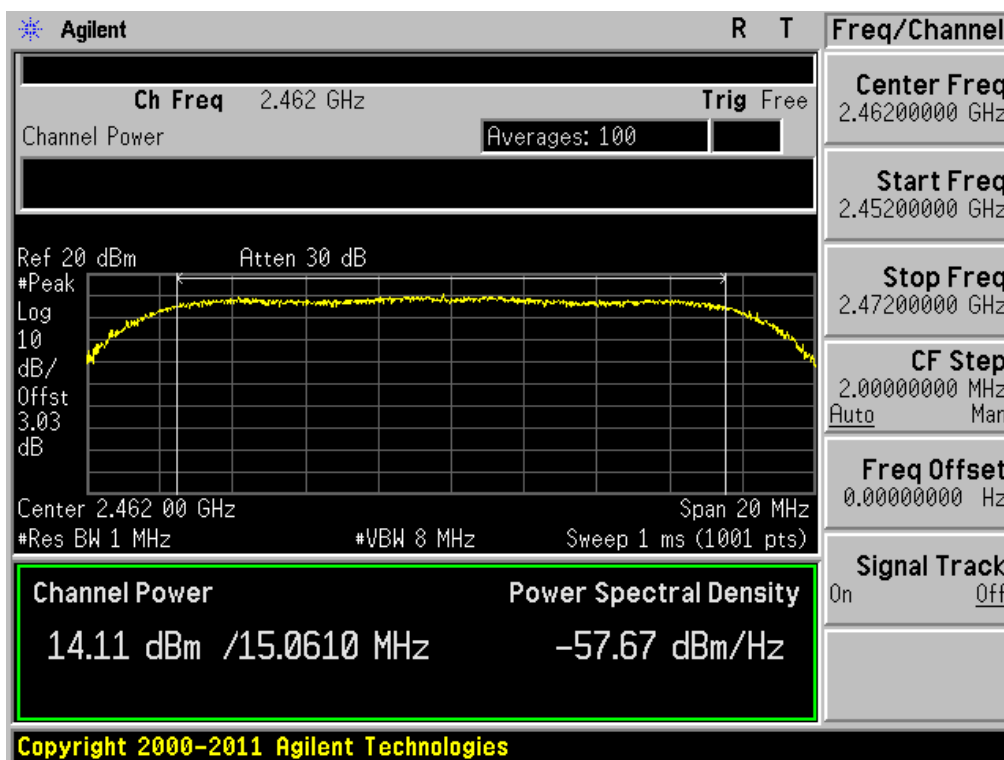 Agilent R T
Freq/Channel
Ch Freq 2.462 GHz Trig Free
Channel Power Averages: 100
Ref 20 dBm Atten 30 dB
#Peak
Log
10
dB/
Offst
3.03
dB
Center 2.462 00 GHz Span 20 MHz
#Res BW 1 MHz #VBW 8 MHz Sweep 1 ms (1001 pts)
Channel Power Power Spectral Density
14.11 dBm /15.0610 MHz -57.67 dBm/Hz
Copyright 2000-2011 Agilent Technologies
Center Freq
2.46200000 GHz
Start Freq
2.45200000 GHz
Stop Freq
2.47200000 GHz
CF Step
2.00000000 MHz
Auto Man
Freq Offset
0.00000000 Hz
Signal Track
On Off